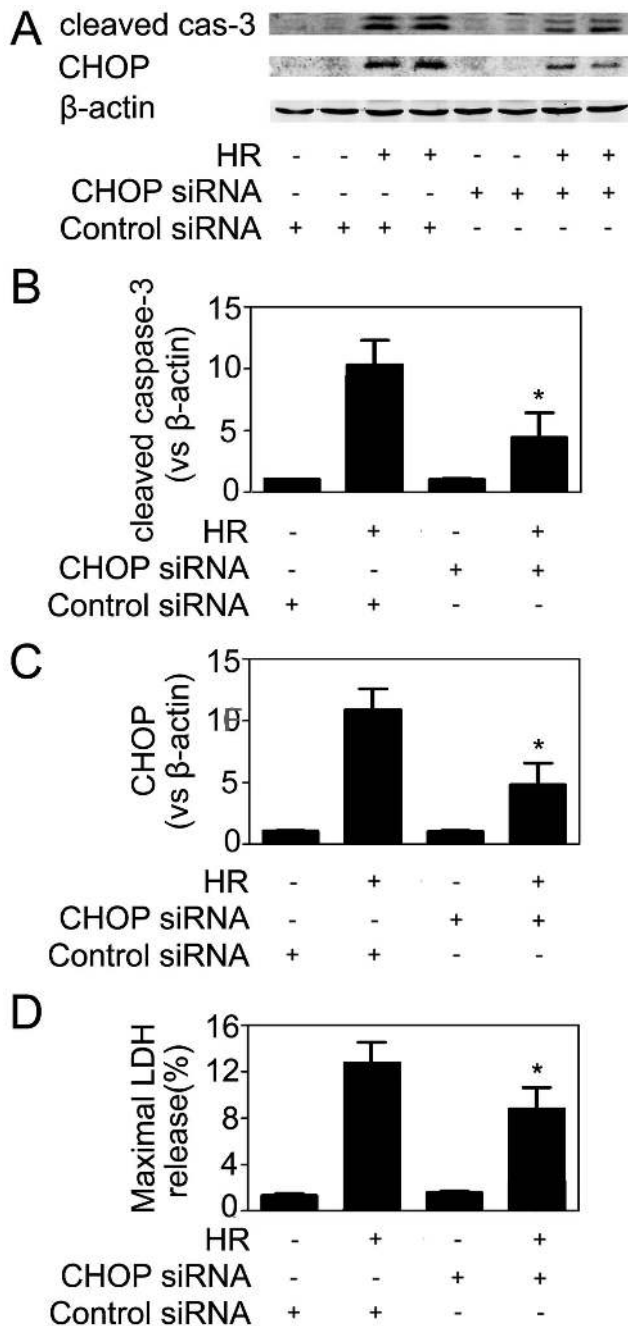 A
cleaved cas-3
CHOP
β-actin
HR - - + + - - + +
CHOP siRNA - - - - + + + +
Control siRNA + + + + - - - -
B
cleaved caspase-3
(vs β-actin)
15
10
5
0
*
HR - + - +
CHOP siRNA - - + +
Control siRNA + + - -
C
CHOP
(vs β-actin)
15
10
5
0
*
HR - + - +
CHOP siRNA - - + +
Control siRNA + + - -
D
Maximal LDH
release(%)
16
12
8
4
0
*
HR - + - +
CHOP siRNA - - + +
Control siRNA + + - -